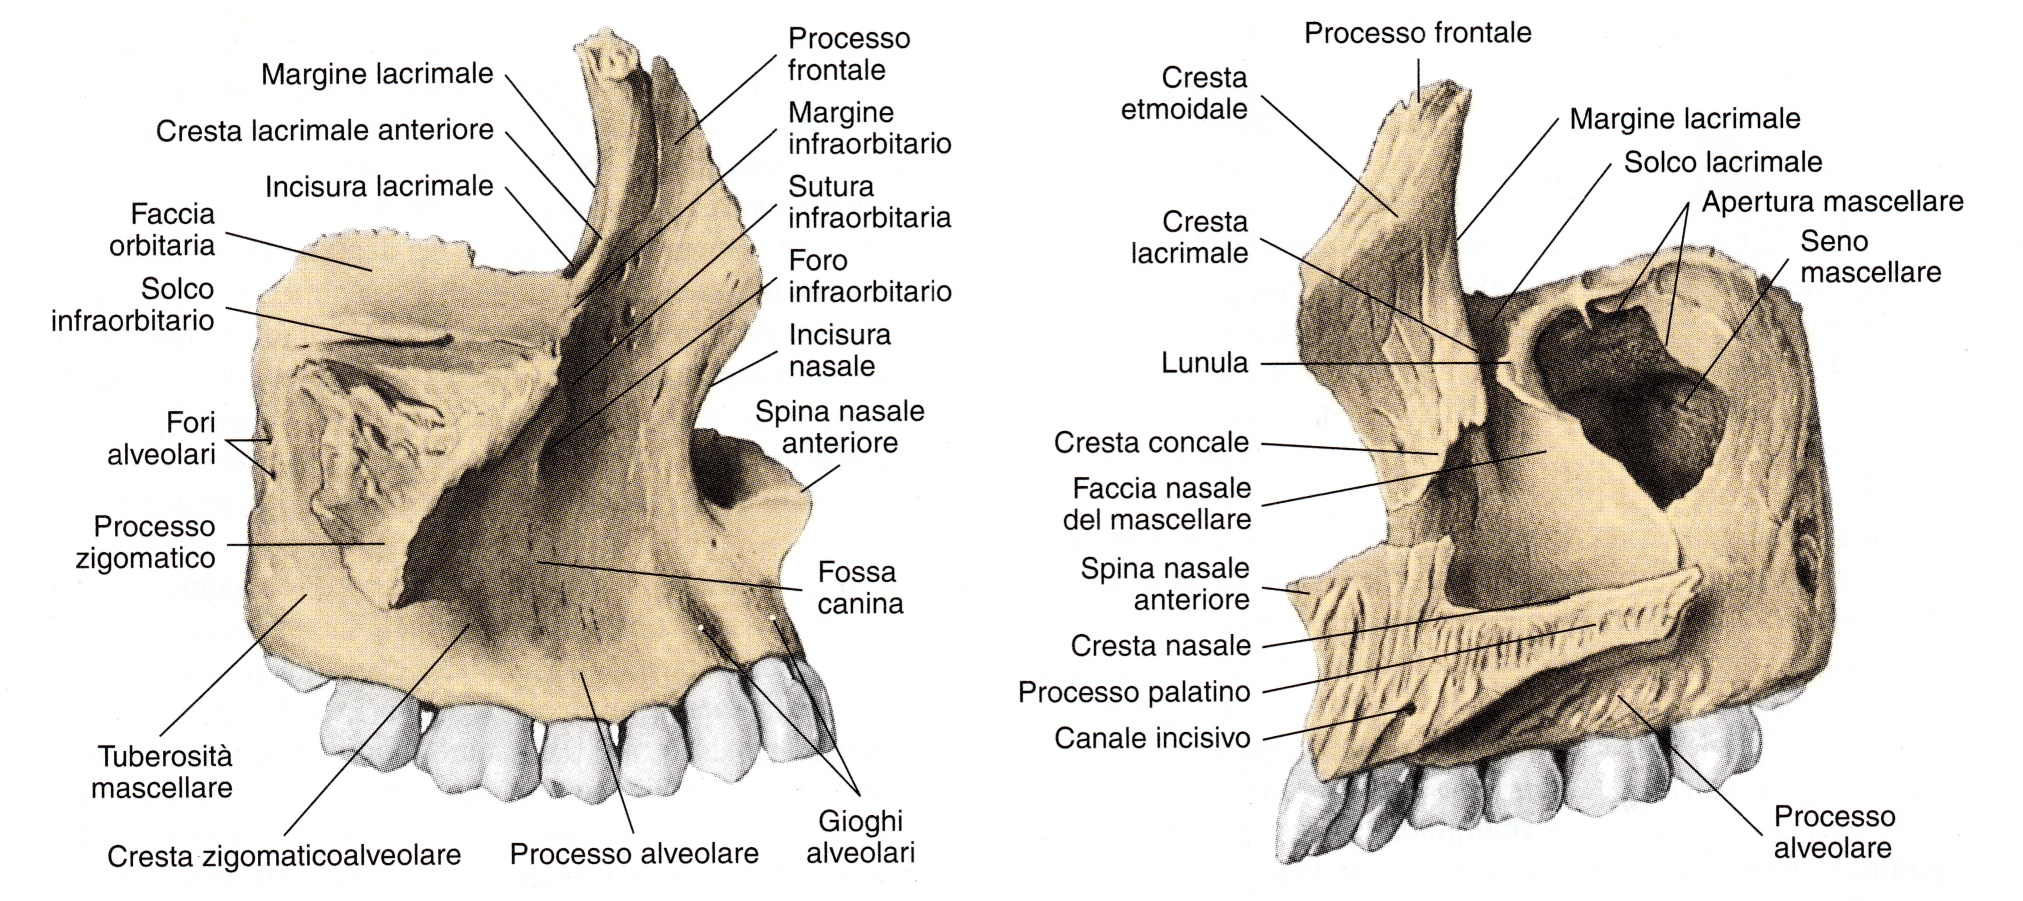 Margine lacrimale
Cresta lacrimale anteriore
Incisura lacrimale
Faccia
orbitaria
Solco
infraorbitario
Fori
alveolari
Processo
zigomatico
Tuberosità
mascellare
Cresta zigomaticoalveolare
Processo alveolare
Processo
frontale
Margine
infraorbitario
Sutura
infraorbitaria
Foro
infraorbitario
Incisura
nasale
Spina nasale
anteriore
Fossa
canina
Gioghi
alveolari
Processo frontale
Cresta
etmoidale
Cresta
lacrimale
Lunula
Cresta concale
Faccia nasale
del mascellare
Spina nasale
anteriore
Cresta nasale
Processo palatino
Canale incisivo
Margine lacrimale
Solco lacrimale
Apertura mascellare
Seno
mascellare
Processo
alveolare